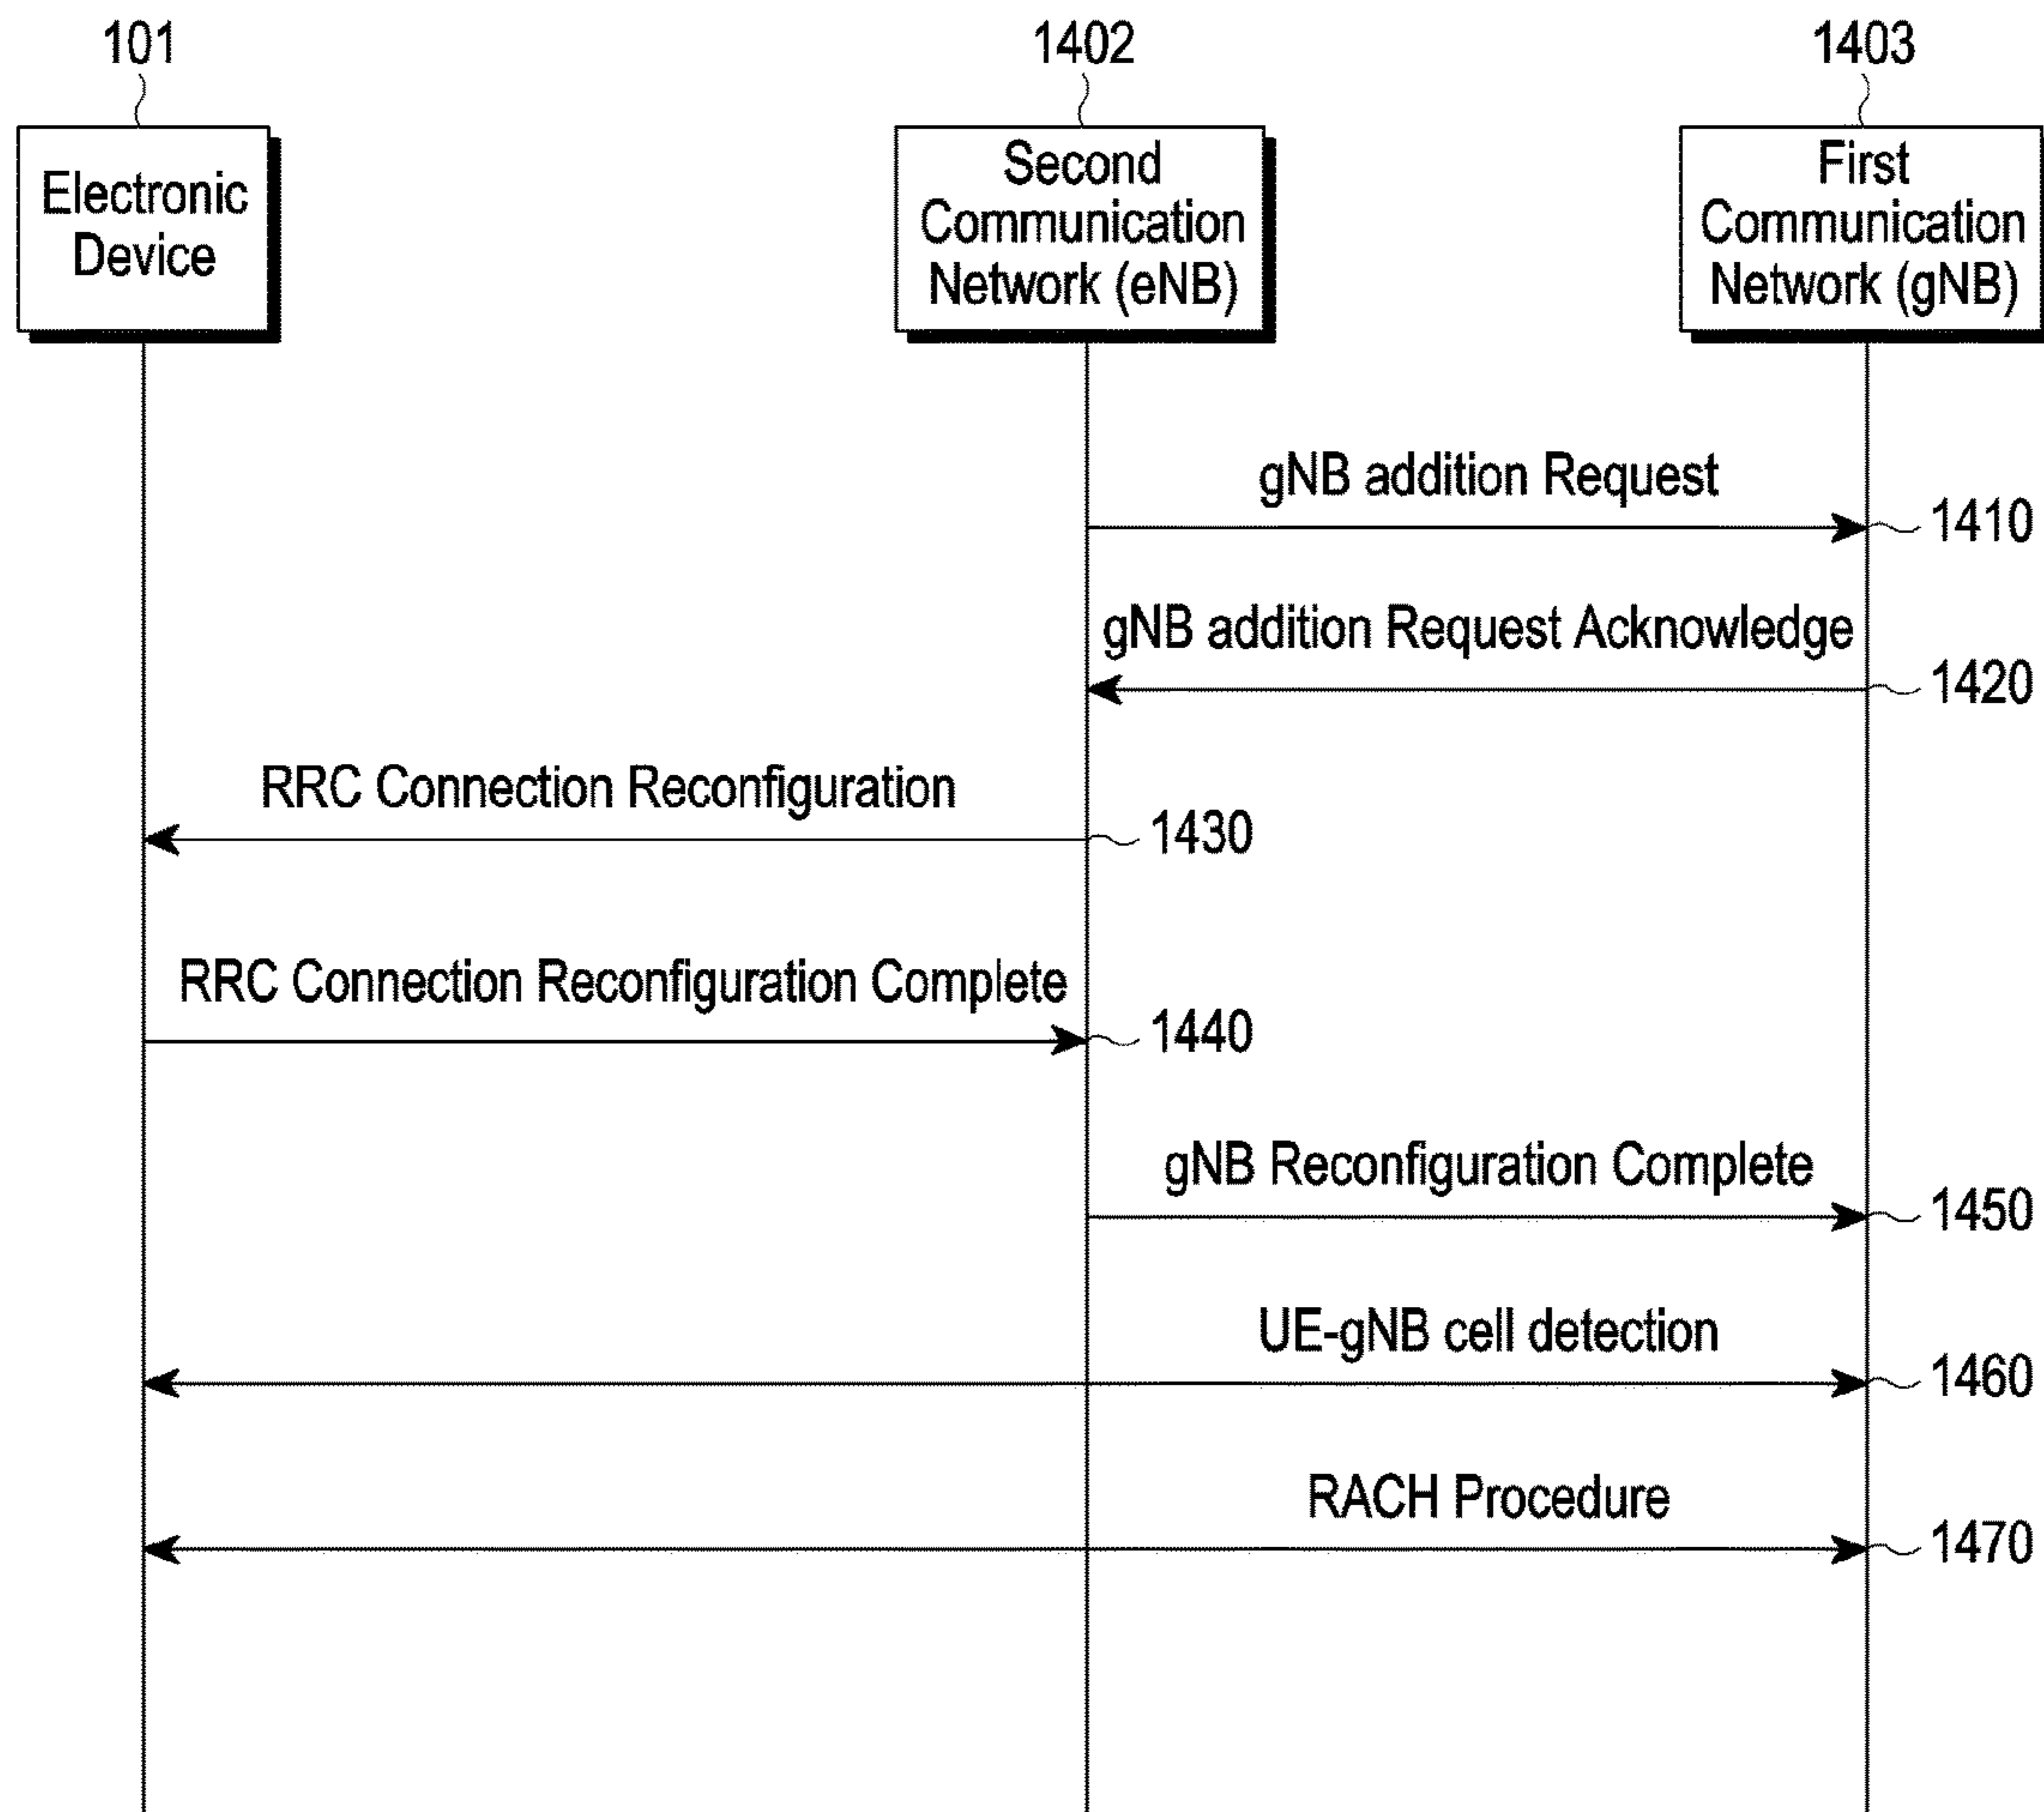 101
1402
1403
Electronic
Device
Second
Communication
Network (eNB)
First
Communication
Network (gNB)
gNB addition Request
1410
gNB addition Request Acknowledge
1420
RRC Connection Reconfiguration
1430
RRC Connection Reconfiguration Complete
1440
gNB Reconfiguration Complete
1450
UE-gNB cell detection
1460
RACH Procedure
1470